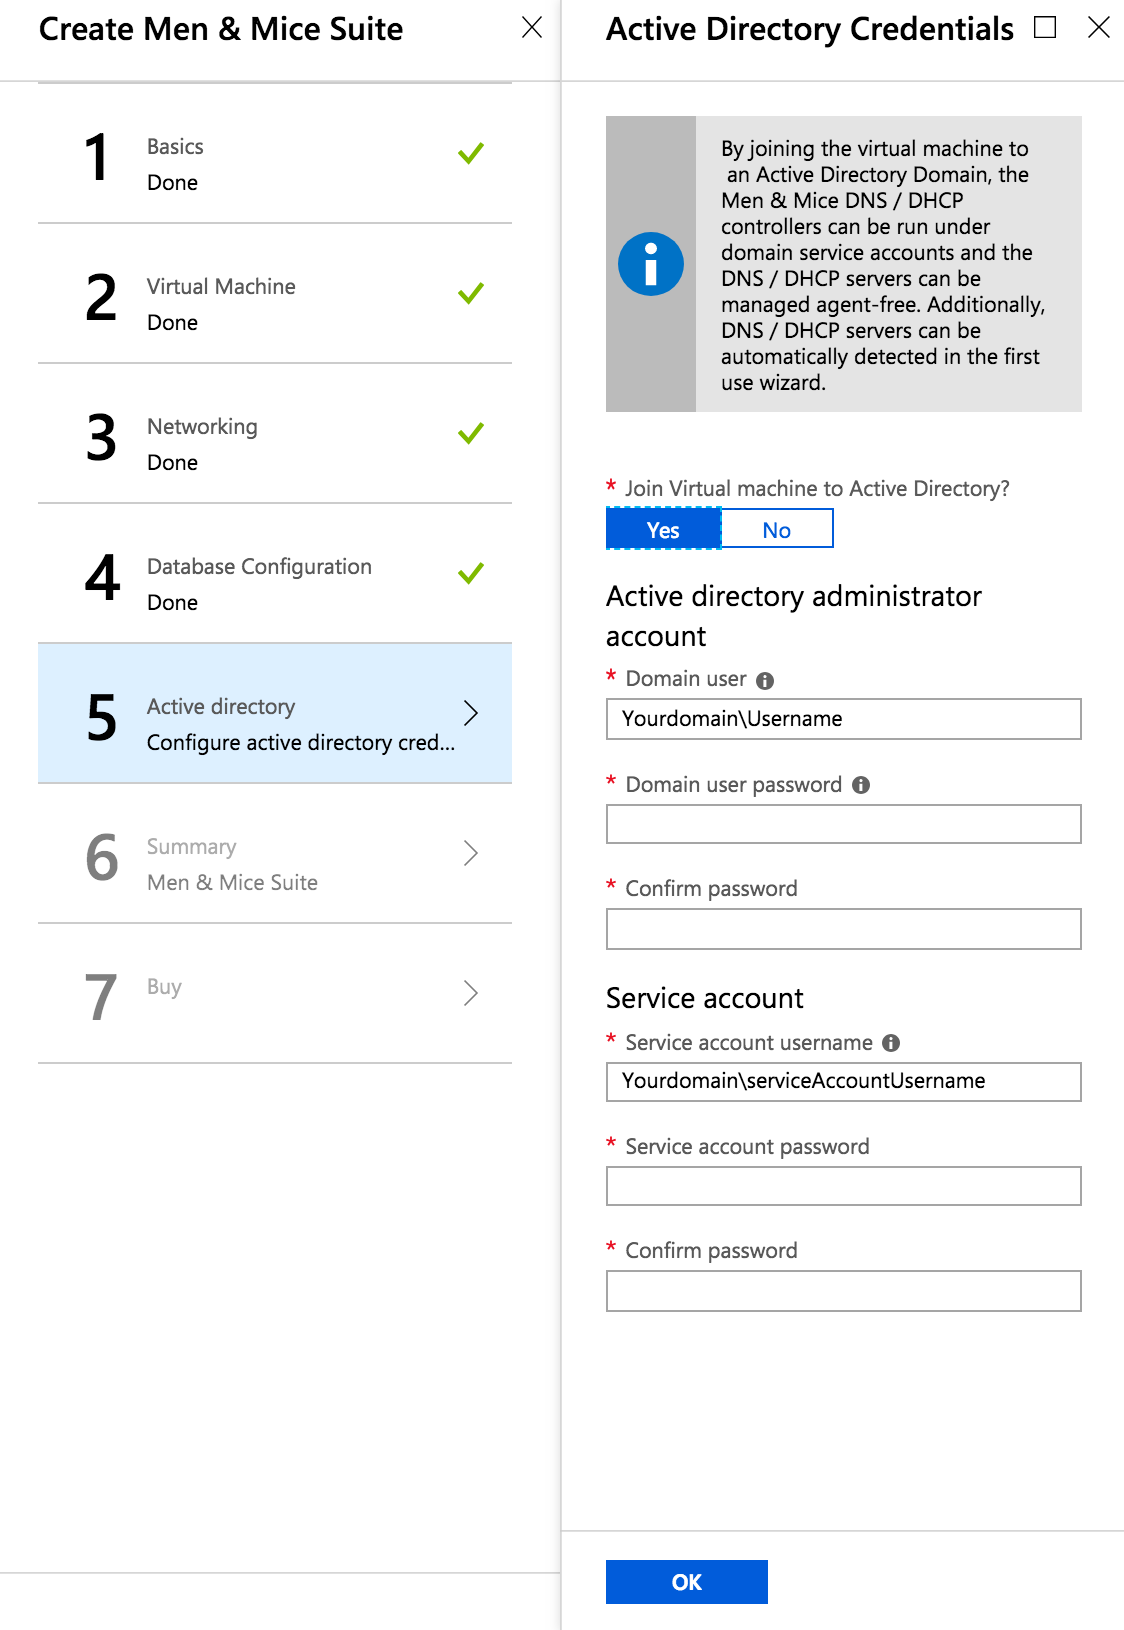 Create Men & Mice Suite
1
Basics
Done
2
Virtual Machine
Done
3
Networking
Done
4
Database Configuration
Done
5
Active directory
Configure active directory cred...
6
Summary
Men & Mice Suite
7
Buy
Active Directory Credentials
By joining the virtual machine to
an Active Directory Domain, the
Men & Mice DNS / DHCP
controllers can be run under
domain service accounts and the
DNS / DHCP servers can be
managed agent-free. Additionally,
DNS / DHCP servers can be
automatically detected in the first
use wizard.
* Join Virtual machine to Active Directory?
Yes No
Active directory administrator
account
* Domain user
Yourdomain\Username
* Domain user password
* Confirm password
Service account
* Service account username
Yourdomain\serviceAccountUsername
* Service account password
* Confirm password
OK